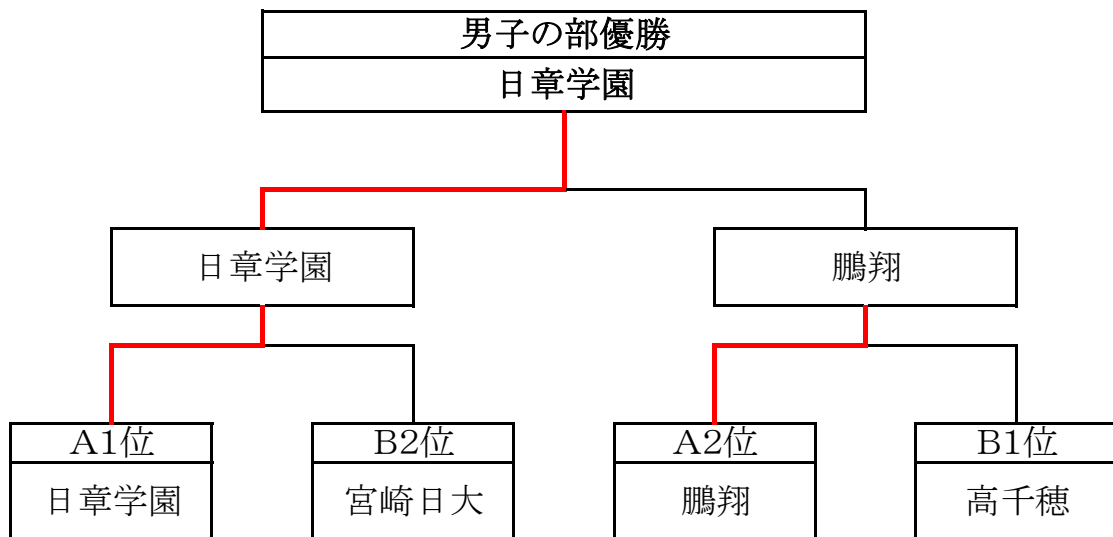 男子の部優勝
日章学園
日章学園
鵬翔
A1位
B2位
A2位
B1位
日章学園
宮崎日大
鵬翔
高千穂